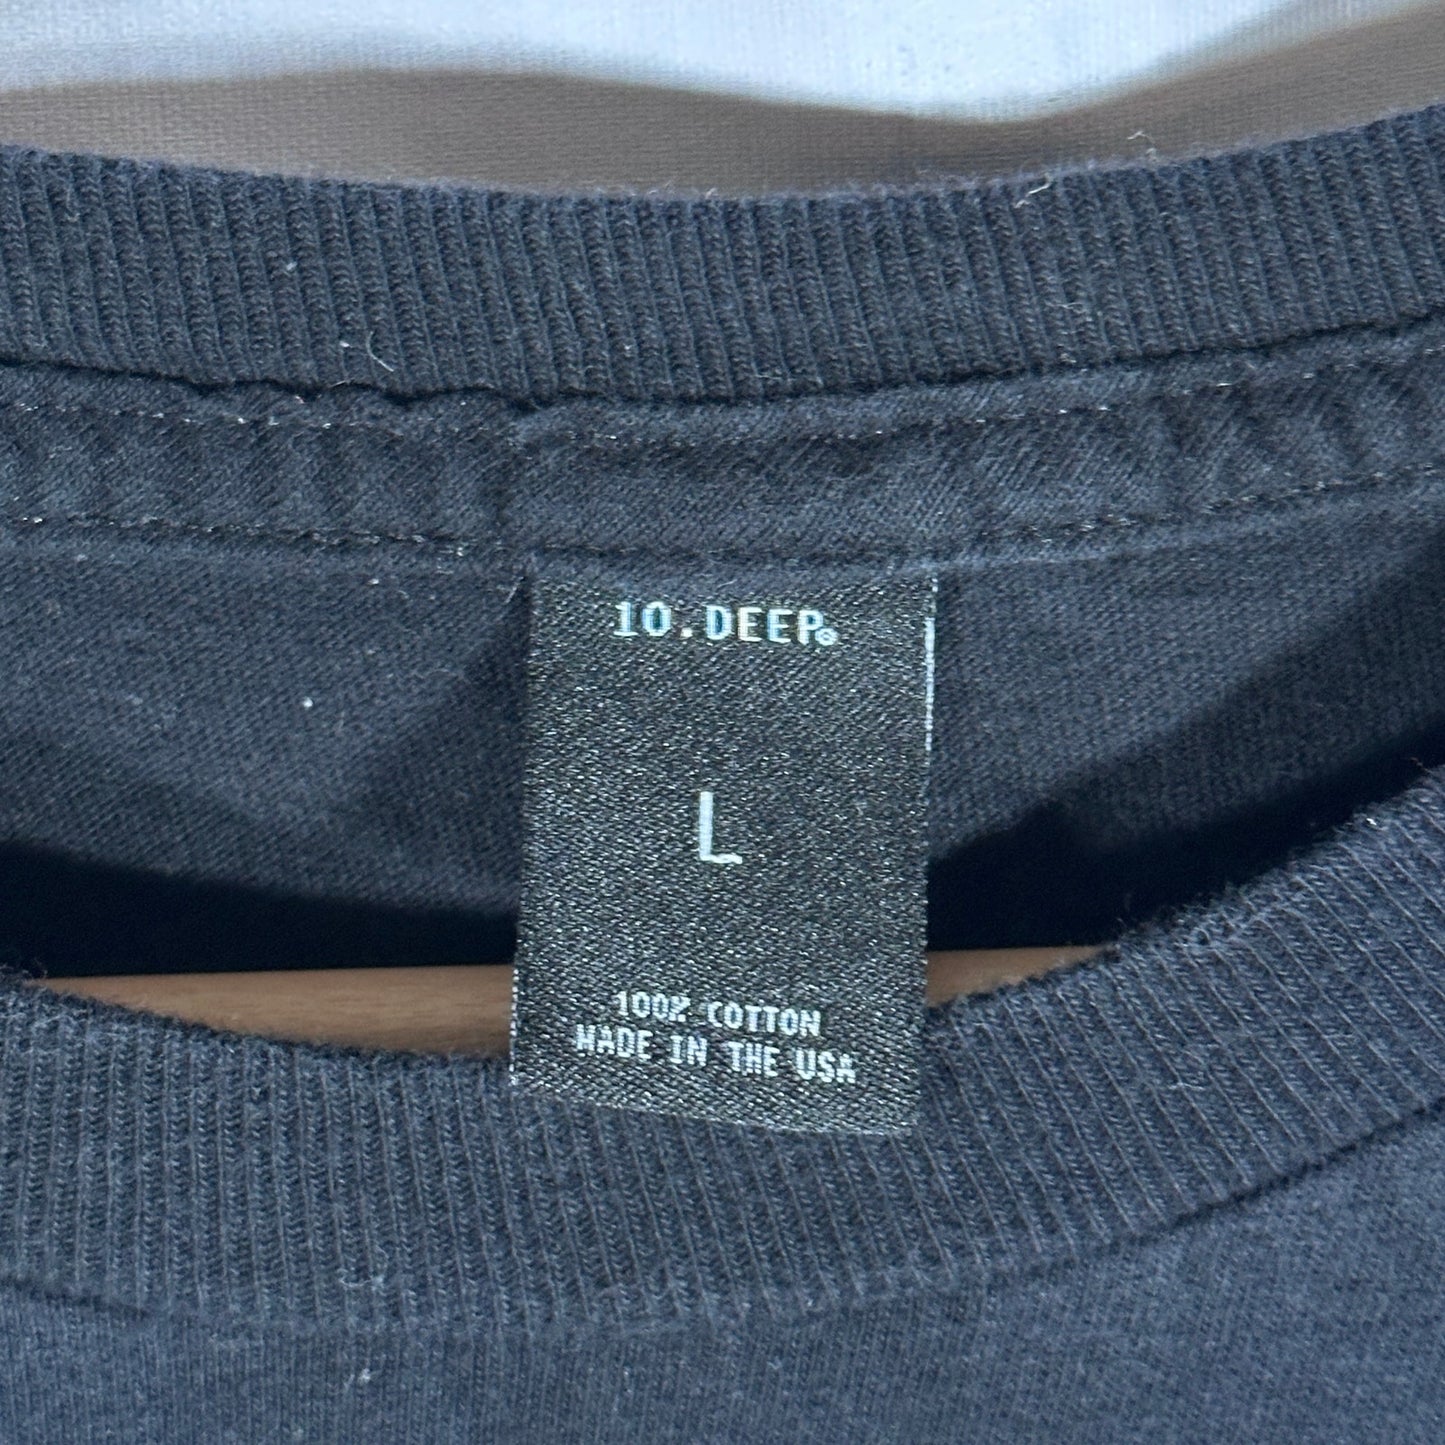 10.DEEP®
L
100% COTTON
MADE IN THE USA